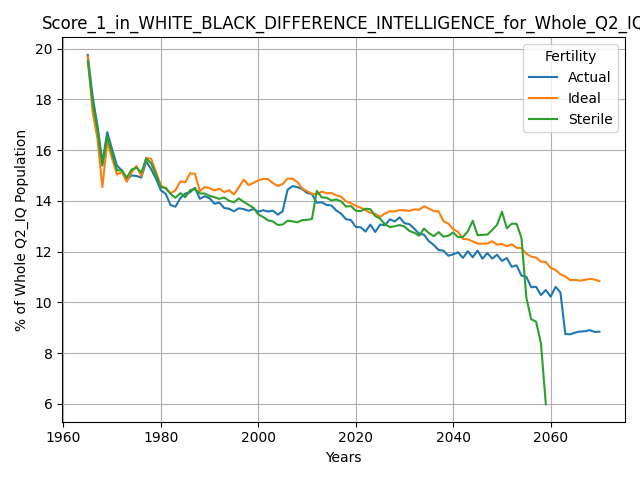 Score_1_in_WHITE_BLACK_DIFFERENCE_INTELLIGENCE_for_Whole_Q2_IQ
Fertility
Actual
Ideal
Sterile
% of Whole Q2_IQ Population
20
18
16
14
12
10
8
6
1960
1980
2000
2020
2040
2060
Years